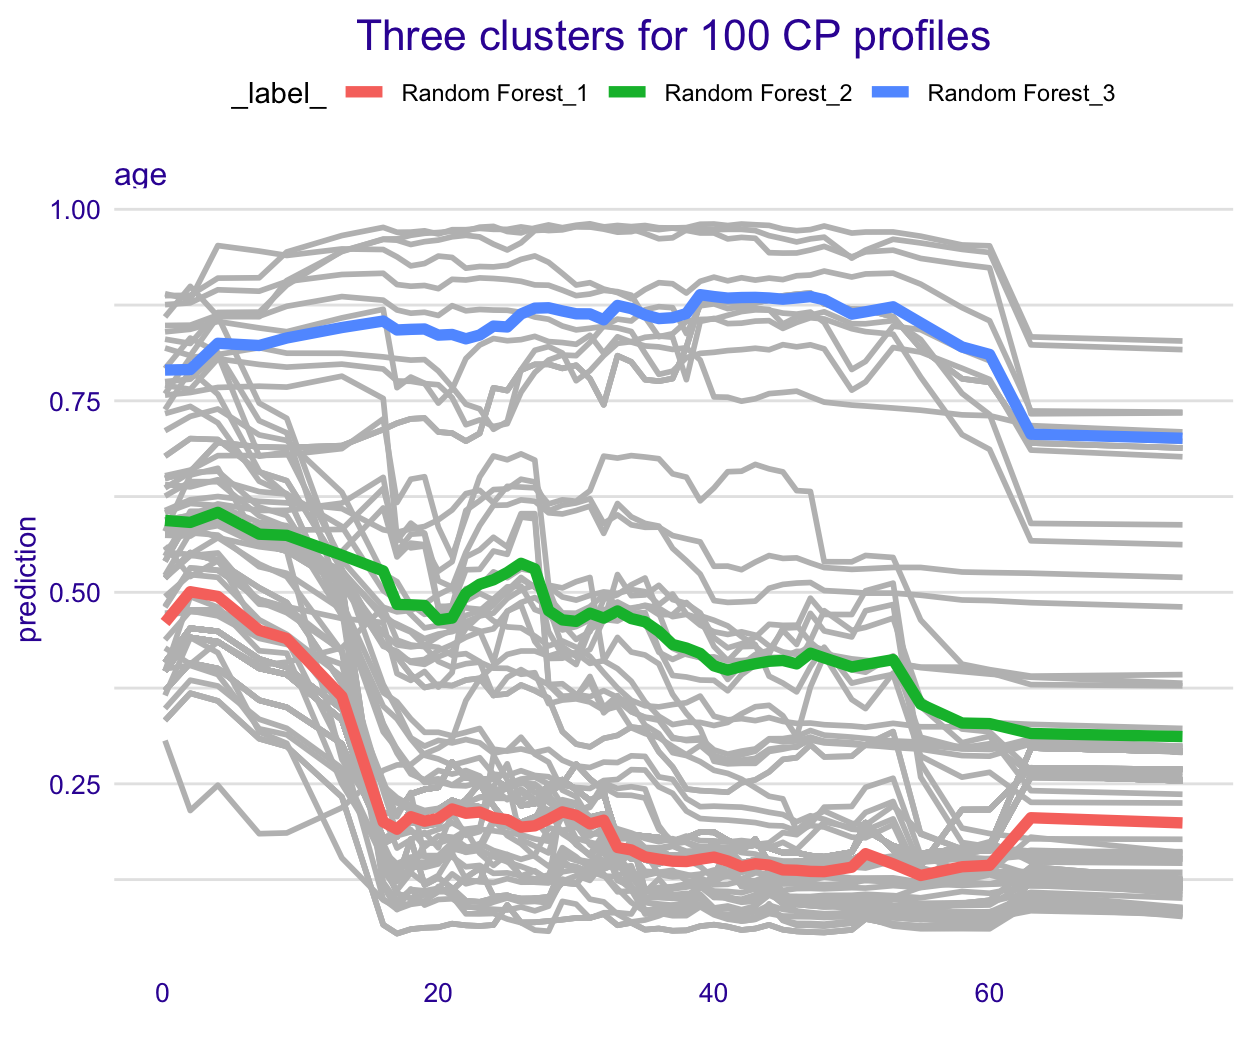 Three clusters for 100 CP profiles
_label_ Random Forest_1 Random Forest_2 Random Forest_3
age
1.00
0.75
0.50
0.25
prediction
0 20 40 60